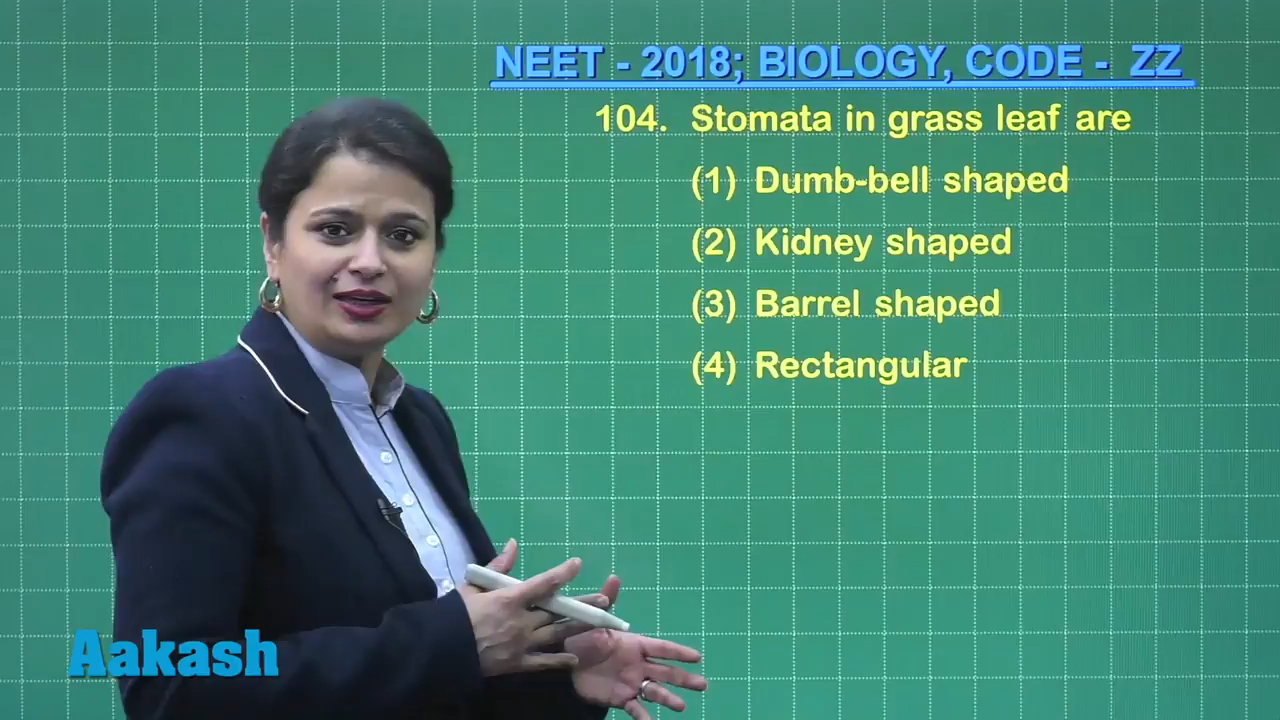 NEET - 2018; BIOLOGY, CODE - ZZ
104. Stomata in grass leaf are
(1) Dumb-bell shaped
(2) Kidney shaped
(3) Barrel shaped
(4) Rectangular
Aakash